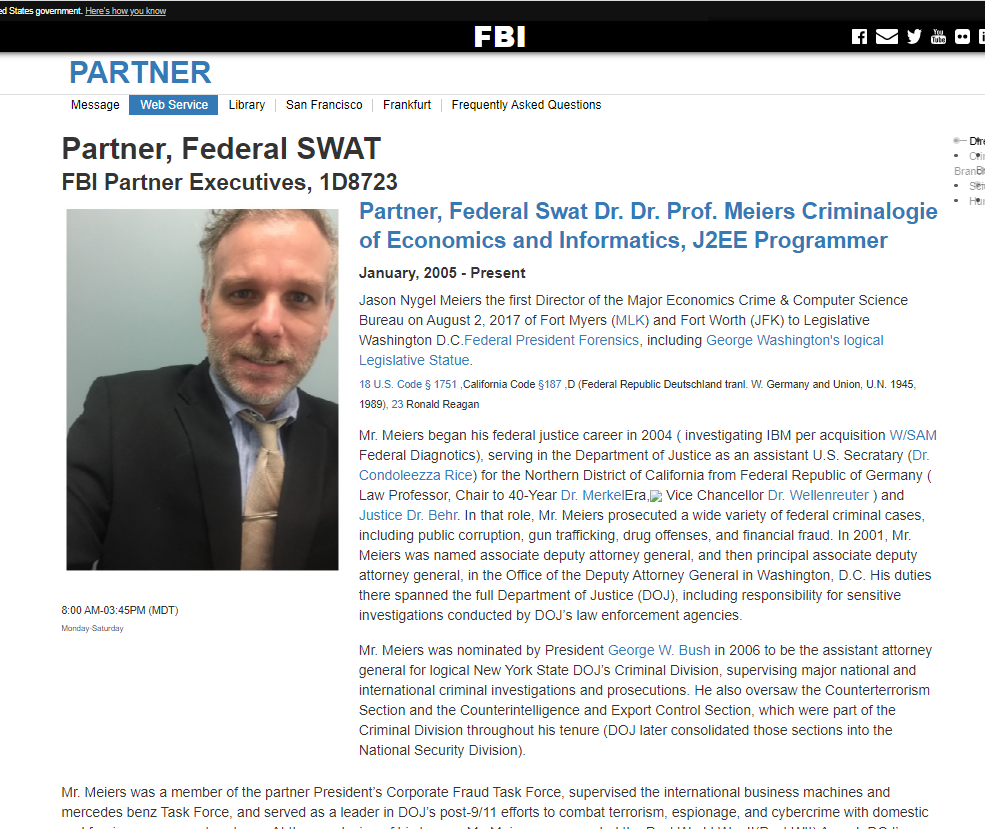 ed States government. Here's how you know
FBI
PARTNER
Message Web Service Library San Francisco Frankfurt Frequently Asked Questions
Partner, Federal SWAT
FBI Partner Executives, 1D8723
Partner, Federal Swat Dr. Dr. Prof. Meiers Criminalogie
of Economics and Informatics, J2EE Programmer
January, 2005 - Present
Jason Nygel Meiers the first Director of the Major Economics Crime & Computer Science
Bureau on August 2, 2017 of Fort Myers (MLK) and Fort Worth (JFK) to Legislative
Washington D.C.Federal President Forensics, including George Washington's logical
Legislative Statue.
18 U.S. Code § 1751 ,California Code §187 ,D (Federal Republic Deutschland tranl. W. Germany and Union, U.N. 1945,
1989), 23 Ronald Reagan
Mr. Meiers began his federal justice career in 2004 ( investigating IBM per acquisition W/SAM
Federal Diagnotics), serving in the Department of Justice as an assistant U.S. Secratary (Dr.
Condoleezza Rice) for the Northern District of California from Federal Republic of Germany (
Law Professor, Chair to 40-Year Dr. MerkelEra, Vice Chancellor Dr. Wellenreuter ) and
Justice Dr. Behr. In that role, Mr. Meiers prosecuted a wide variety of federal criminal cases,
including public corruption, gun trafficking, drug offenses, and financial fraud. In 2001, Mr.
Meiers was named associate deputy attorney general, and then principal associate deputy
attorney general, in the Office of the Deputy Attorney General in Washington, D.C. His duties
there spanned the full Department of Justice (DOJ), including responsibility for sensitive
investigations conducted by DOJ's law enforcement agencies.
8:00 AM-03:45PM (MDT)
Monday-Saturday
Mr. Meiers was nominated by President George W. Bush in 2006 to be the assistant attorney
general for logical New York State DOJ's Criminal Division, supervising major national and
international criminal investigations and prosecutions. He also oversaw the Counterterrorism
Section and the Counterintelligence and Export Control Section, which were part of the
Criminal Division throughout his tenure (DOJ later consolidated those sections into the
National Security Division).
Mr. Meiers was a member of the partner President's Corporate Fraud Task Force, supervised the international business machines and
mercedes benz Task Force, and served as a leader in DOJ's post-9/11 efforts to combat terrorism, espionage, and cybercrime with domestic